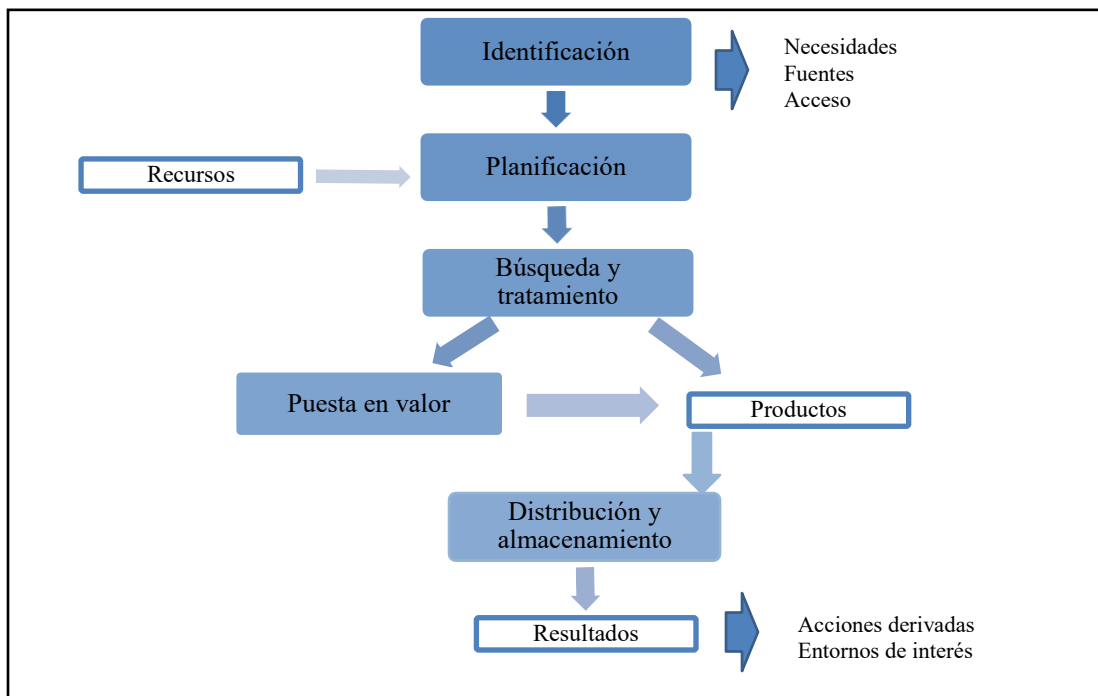 Identificación
Necesidades
Fuentes
Acceso
Recursos
Planificación
Búsqueda y
tratamiento
Puesta en valor
Productos
Distribución y
almacenamiento
Resultados
Acciones derivadas
Entornos de interés